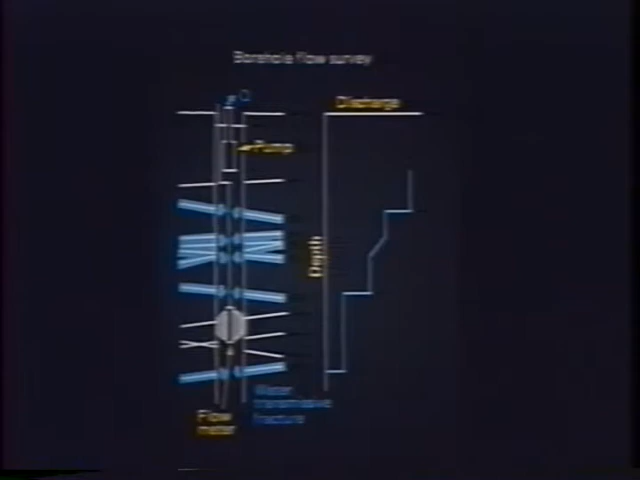 Borehole flow survey
Q
Discharge
Pump
Depth
Water
transmissive
fracture
Flow
meter